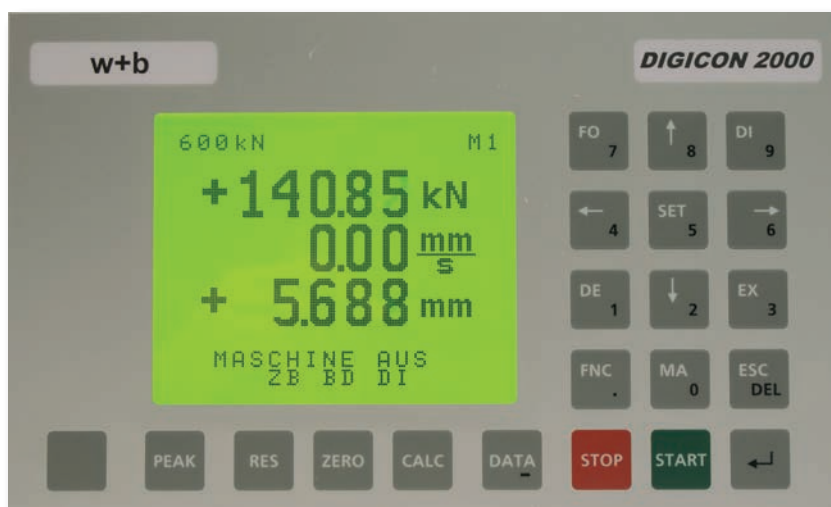 w+b
DIGICON 2000
600kN M1
+140.85 kN
0.00 mm/s
+ 5.688 mm
MASCHINE AUS
ZB BD DI
FO 7 ↑ 8 DI 9
← 4 SET 5 → 6
DE 1 ↓ 2 EX 3
FNC . MA 0 ESC DEL
PEAK RES ZERO CALC DATA - STOP START ↵